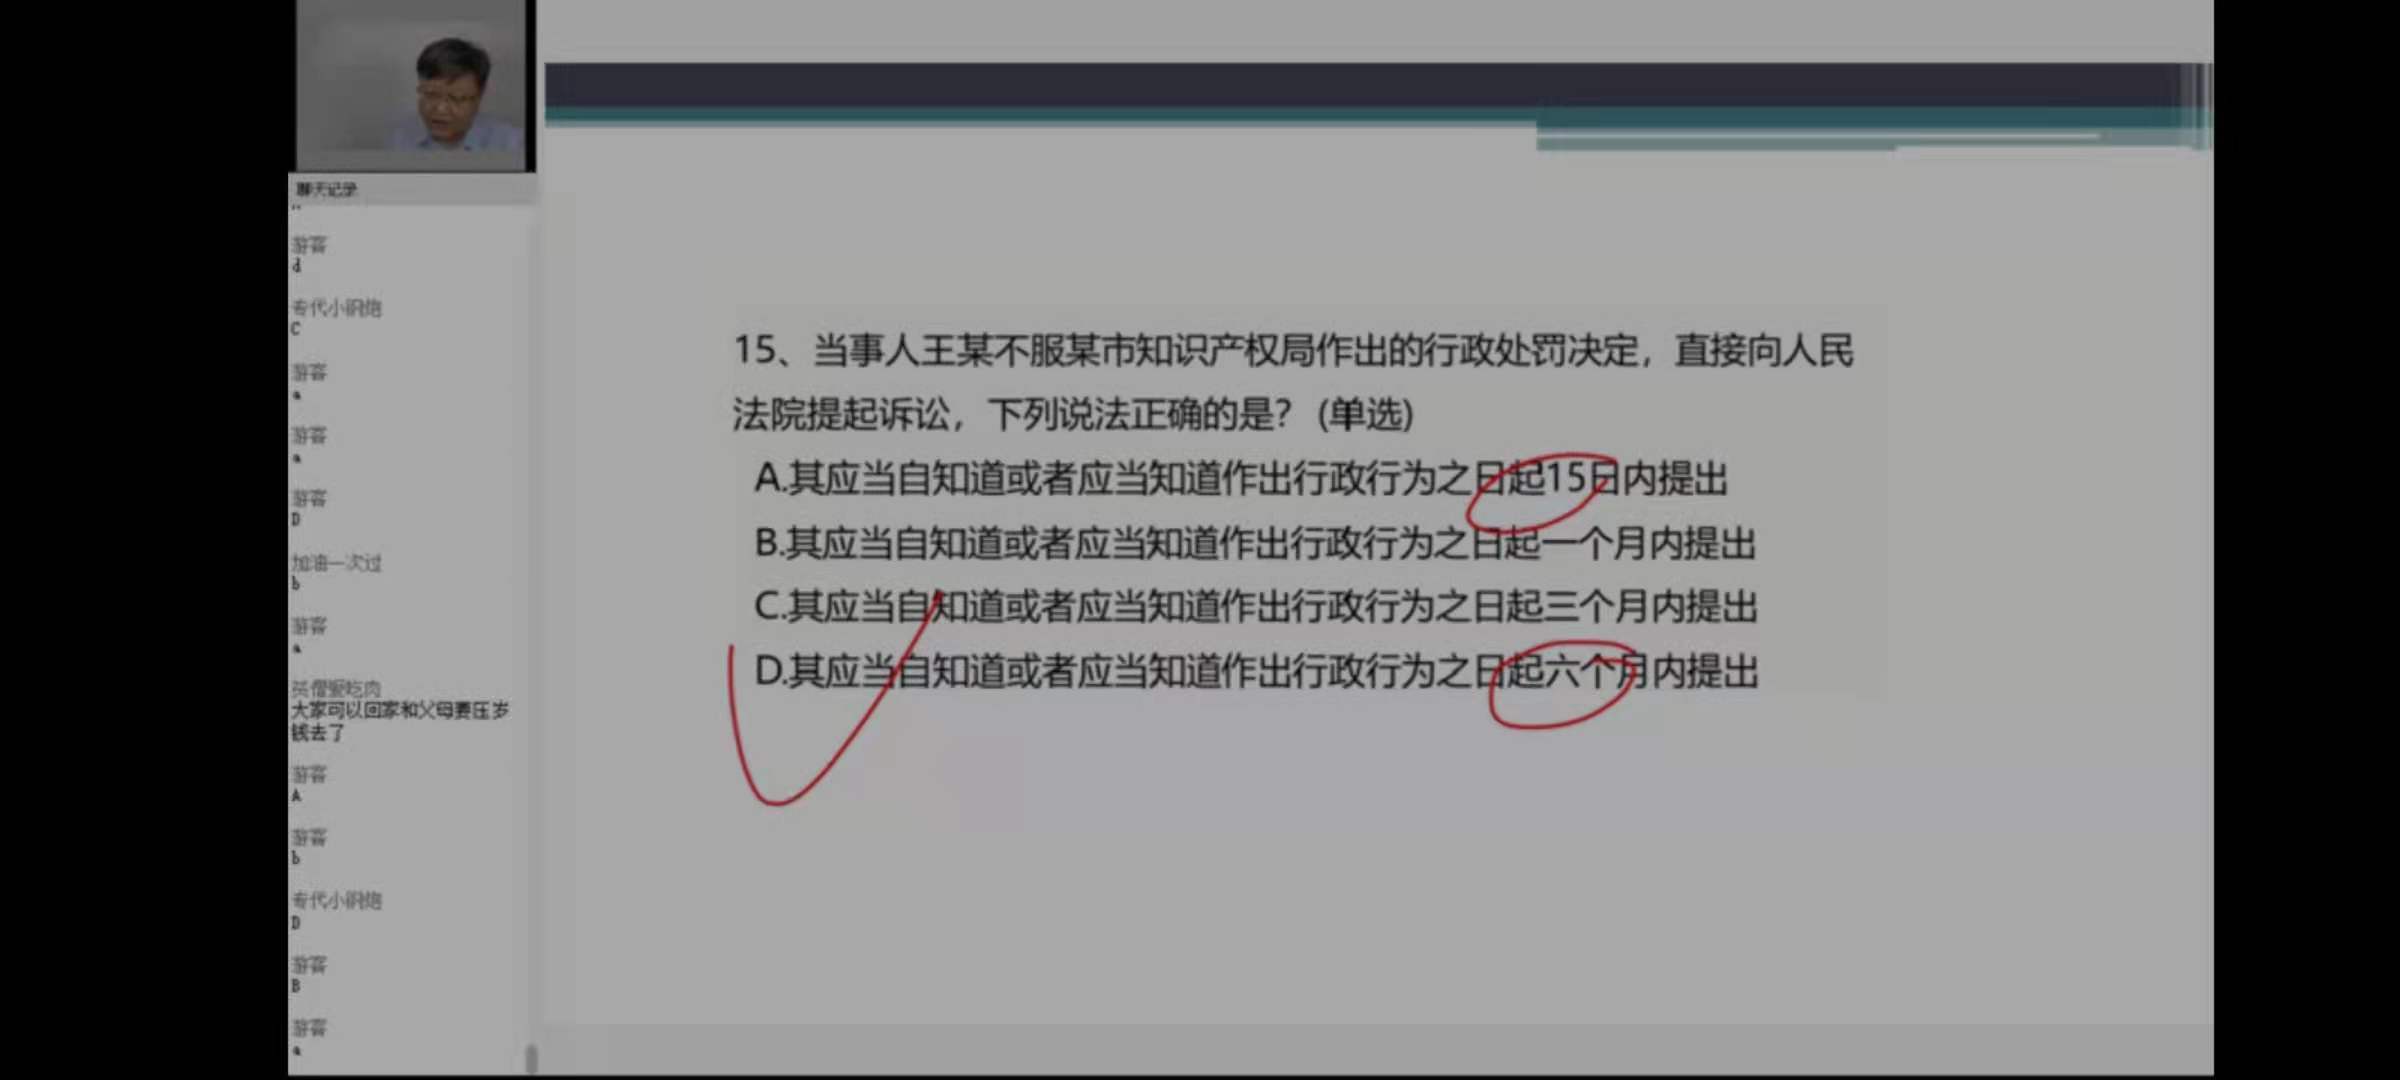 聊天记录
游客
d
专代小钢炮
C
游客
a
游客
a
游客
D
加油一次过
b
游客
a
大家可以回家和父母要压岁
钱去了
游客
A
游客
b
专代小钢炮
D
游客
B
游客
a
15、当事人王某不服某市知识产权局作出的行政处罚决定，直接向人民
法院提起诉讼，下列说法正确的是？(单选)
A.其应当自知道或者应当知道作出行政行为之日起15日内提出
B.其应当自知道或者应当知道作出行政行为之日起一个月内提出
C.其应当自知道或者应当知道作出行政行为之日起三个月内提出
D.其应当自知道或者应当知道作出行政行为之日起六个月内提出